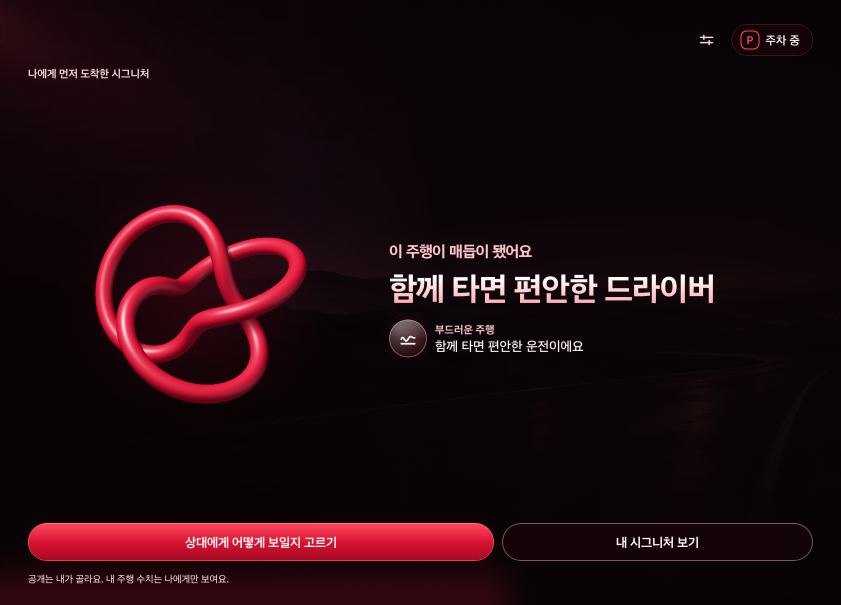 P 주차 중
나에게 먼저 도착한 시그니처
이 주행이 매듭이 됐어요
함께 타면 편안한 드라이버
부드러운 주행
함께 타면 편안한 운전이에요
상대에게 어떻게 보일지 고르기
내 시그니처 보기
공개는 내가 골라요. 내 주행 수치는 나에게만 보여요.